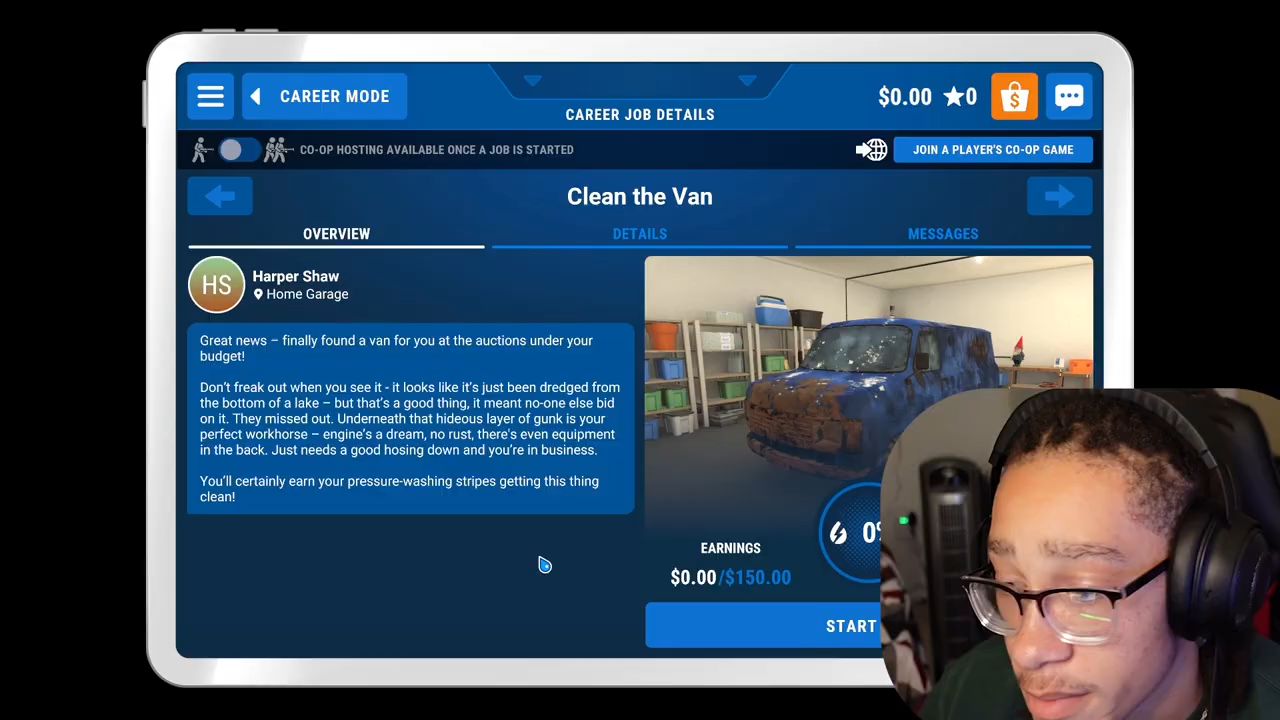 CAREER MODE
$0.00 ★0
CAREER JOB DETAILS
CO-OP HOSTING AVAILABLE ONCE A JOB IS STARTED
JOIN A PLAYER'S CO-OP GAME
Clean the Van
OVERVIEW
DETAILS
MESSAGES
HS
Harper Shaw
Home Garage
Great news – finally found a van for you at the auctions under your
budget!
Don't freak out when you see it - it looks like it's just been dredged from
the bottom of a lake – but that's a good thing, it meant no-one else bid
on it. They missed out. Underneath that hideous layer of gunk is your
perfect workhorse – engine's a dream, no rust, there's even equipment
in the back. Just needs a good hosing down and you're in business.
You'll certainly earn your pressure-washing stripes getting this thing
clean!
0%
EARNINGS
$0.00/$150.00
START